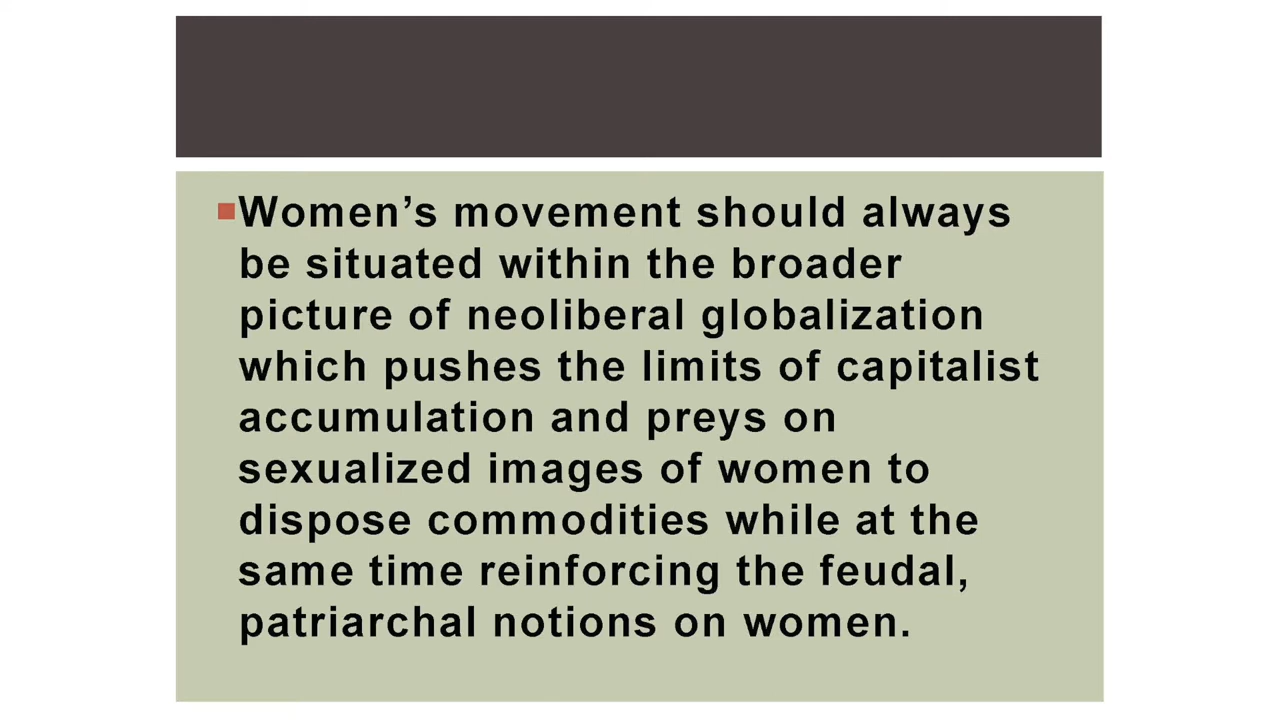 Women’s movement should always
be situated within the broader
picture of neoliberal globalization
which pushes the limits of capitalist
accumulation and preys on
sexualized images of women to
dispose commodities while at the
same time reinforcing the feudal,
patriarchal notions on women.